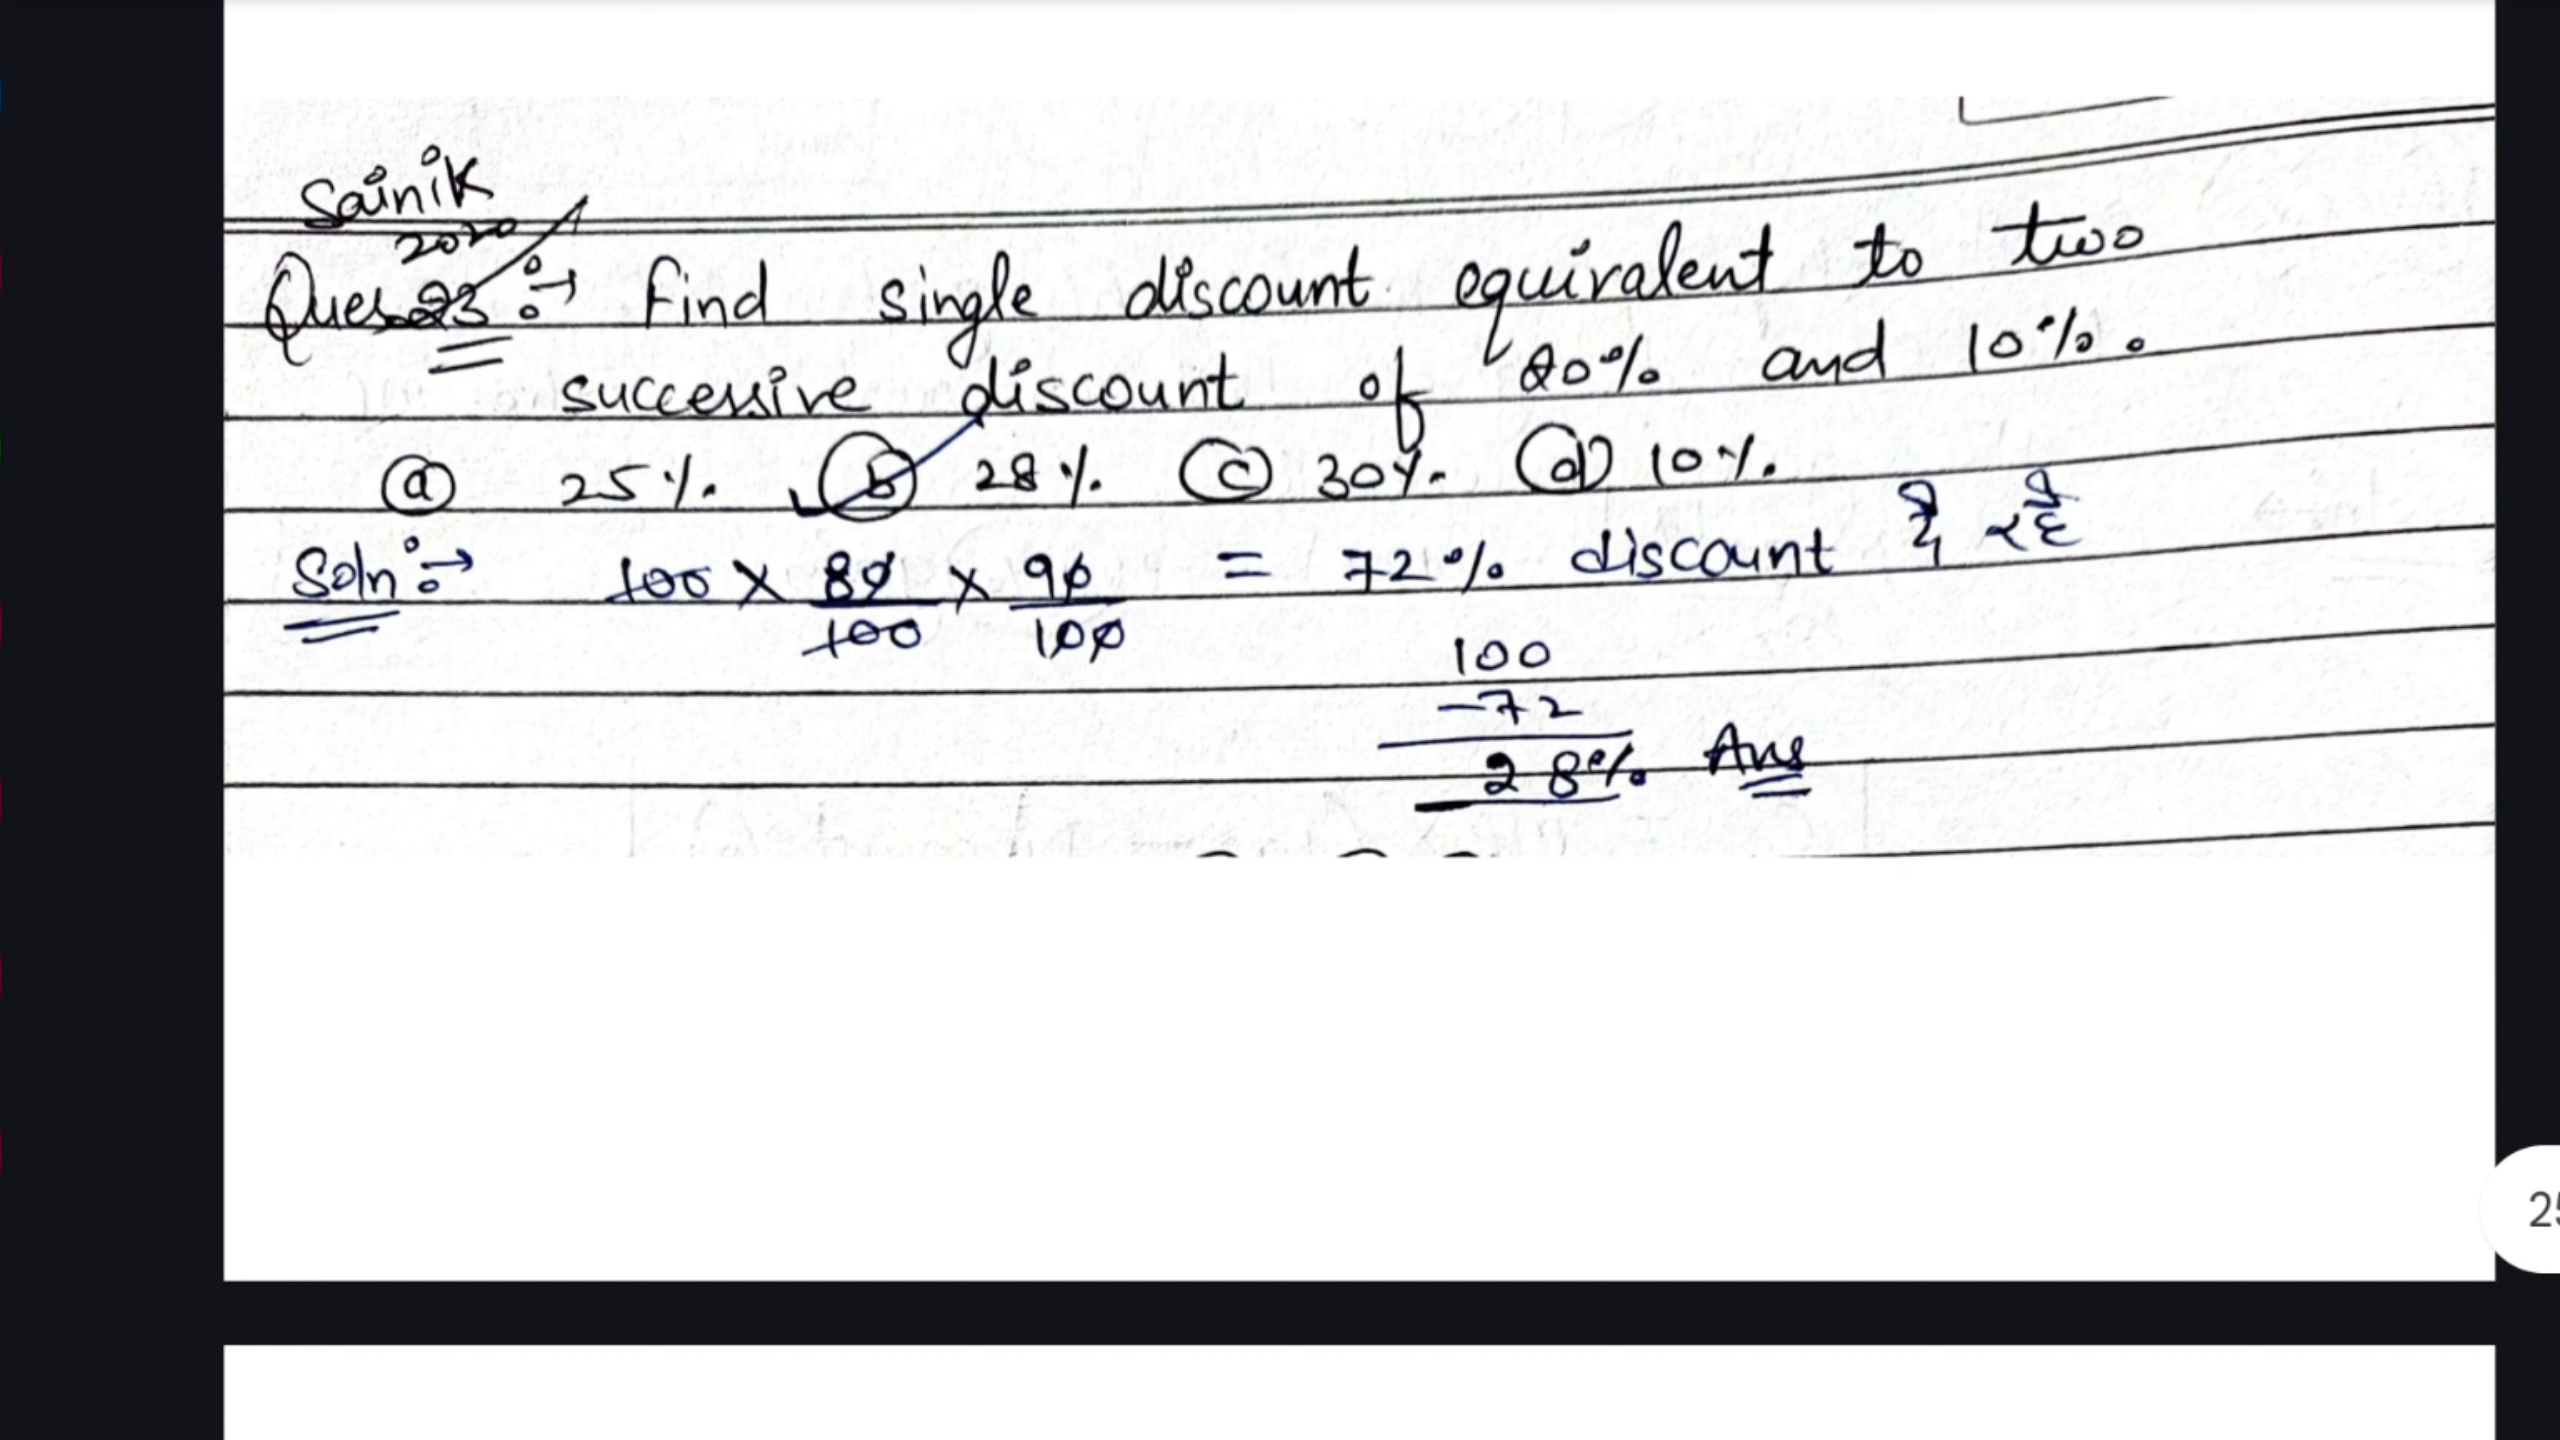 Sainik
2020
Ques.23 :→ Find single discount equivalent to two
successive discount of 20% and 10%.
(a) 25%. (b) 28%. (c) 30%. (d) 10%.
Soln :→ 100 × 80/100 × 90/100 = 72% discount
100
-72
28% Ans